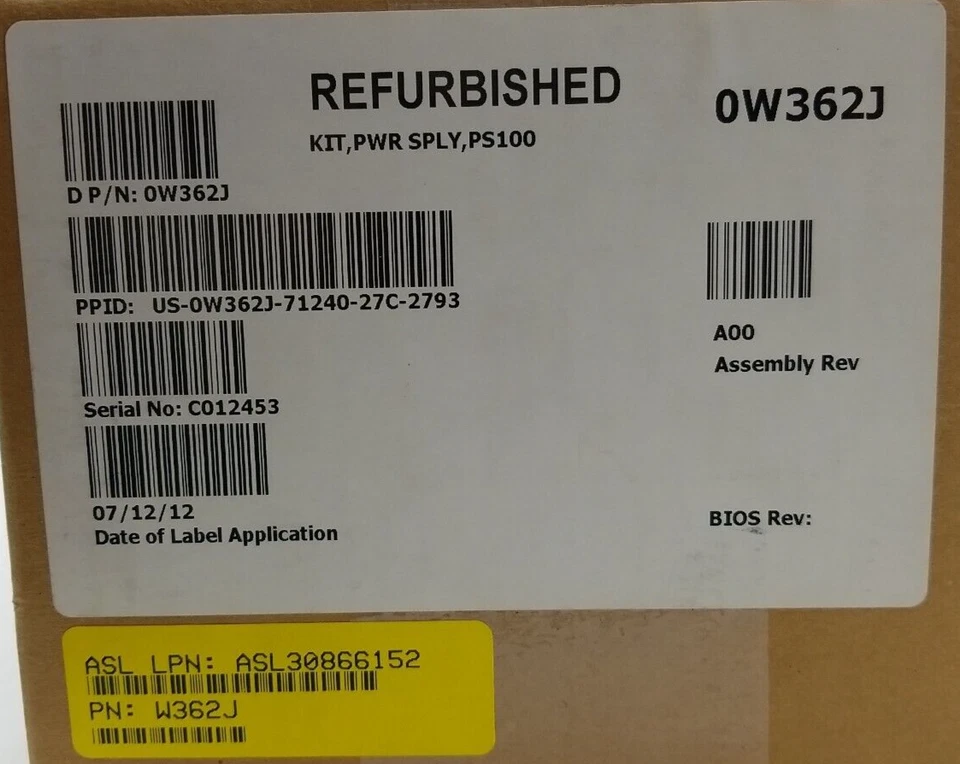 REFURBISHED
0W362J
KIT,PWR SPLY,PS100
D P/N: 0W362J
PPID: US-0W362J-71240-27C-2793
A00
Assembly Rev
Serial No: C012453
07/12/12
Date of Label Application
BIOS Rev:
ASL LPN: ASL30866152
PN: W362J